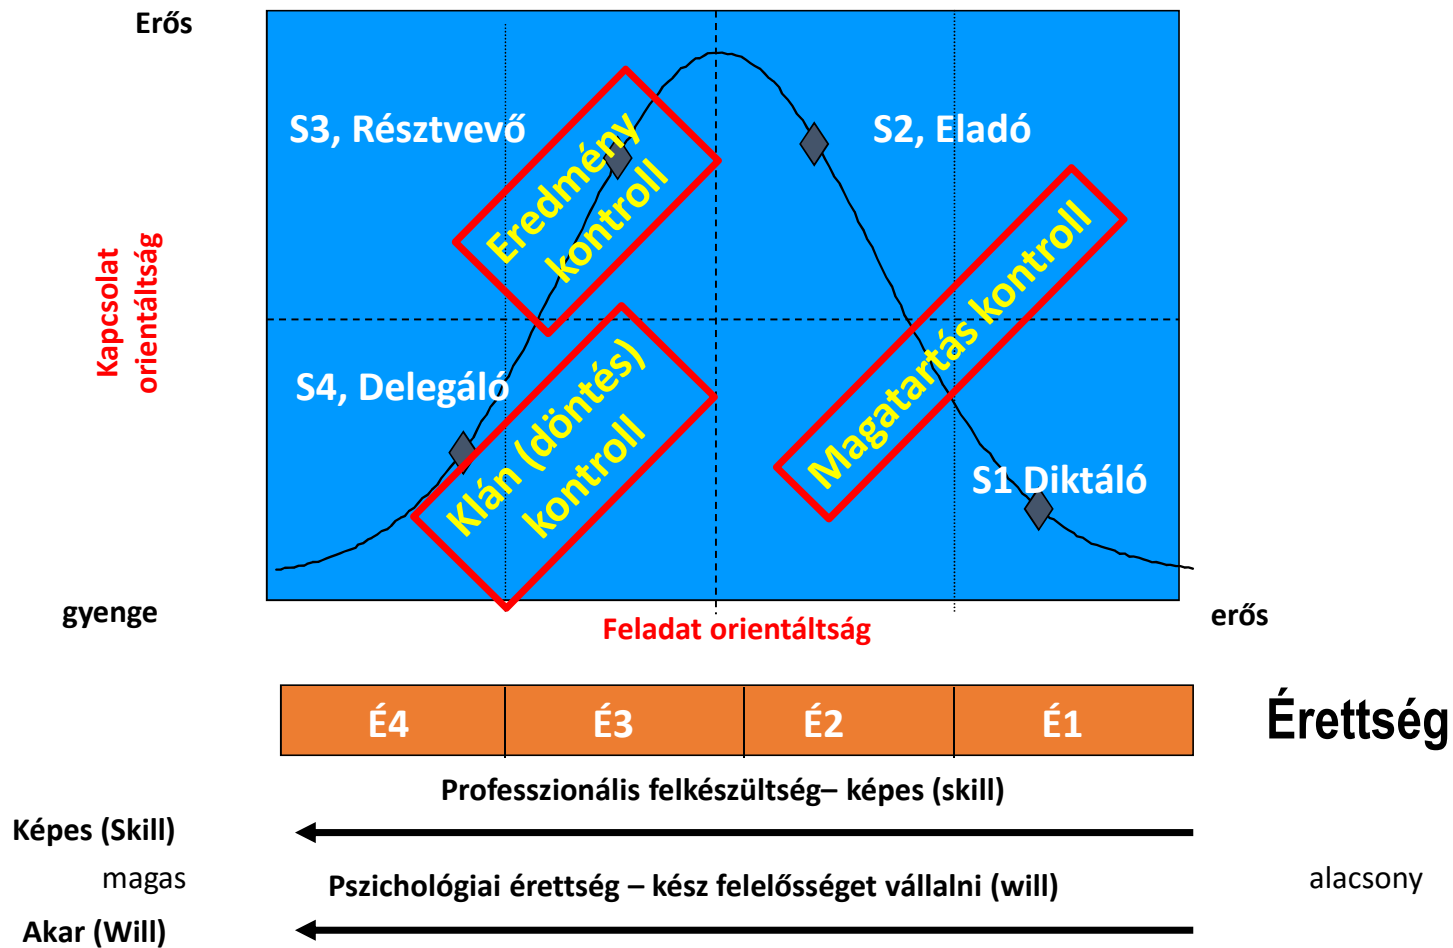 Erős
S3, Résztvevő
S2, Eladó
Eredmény
kontroll
Kapcsolat
orientáltság
Magatartás kontroll
S4, Delegáló
Klán (döntés)
kontroll
S1 Diktáló
gyenge
Feladat orientáltság
erős
É4
É3
É2
É1
Érettség
Professzionális felkészültség– képes (skill)
Képes (Skill)
magas
Pszichológiai érettség – kész felelősséget vállalni (will)
alacsony
Akar (Will)